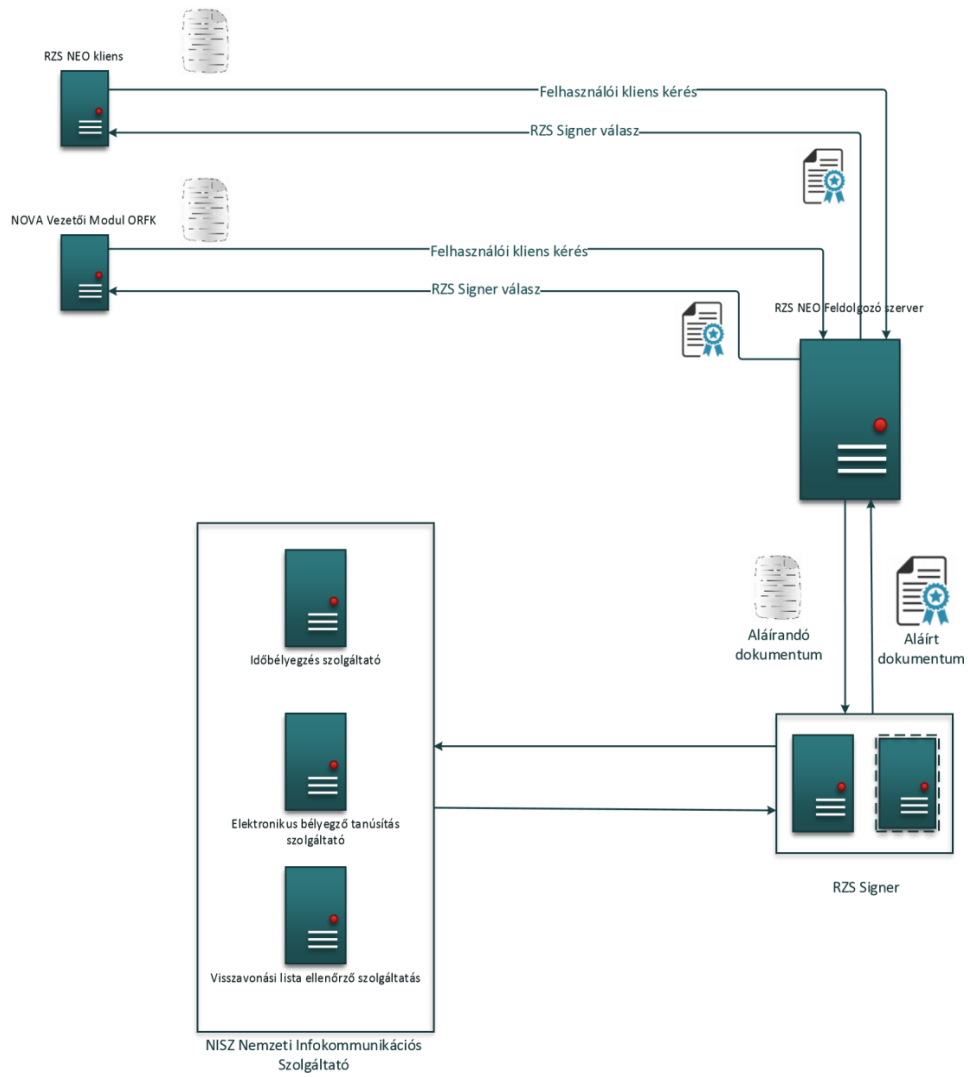 RZS NEO kliens
Felhasználói kliens kérés
RZS Signer válasz
NOVA Vezetői Modul ORFK
Felhasználói kliens kérés
RZS Signer válasz
RZS NEO Feldolgozó szerver
Aláírandó
dokumentum
Aláírt
dokumentum
Időbélyegzés szolgáltató
Elektronikus bélyegző tanúsítás
szolgáltató
Visszavonási lista ellenőrző szolgáltatás
RZS Signer
NISZ Nemzeti Infokommunikációs
Szolgáltató